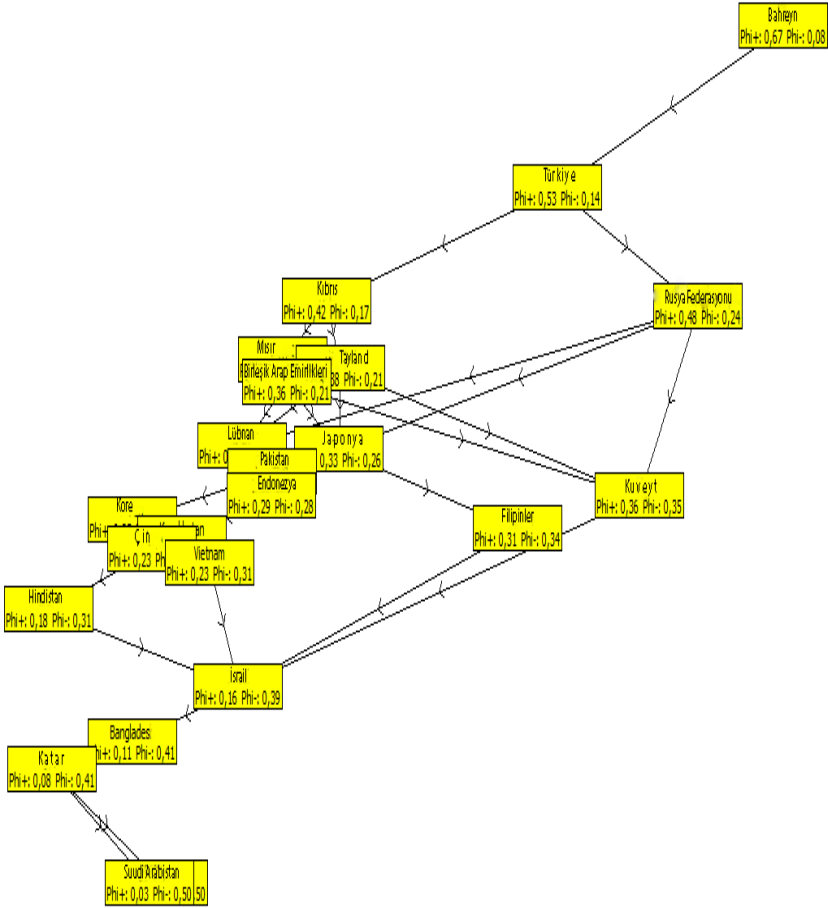 Bahreyn
Phi+: 0,67 Phi-: 0,08
Türkiye
Phi+: 0,53 Phi-: 0,14
Kıbrıs
Phi+: 0,42 Phi-: 0,17
Rusya Federasyonu
Phi+: 0,48 Phi-: 0,24
Mısır
Tayland
Phi-: 0,21
Birleşik Arap Emirlikleri
Phi+: 0,36 Phi-: 0,21
Lübnan
Phi+:
Japonya
0,33 Phi-: 0,26
Pakistan
Endonezya
Phi+: 0,29 Phi-: 0,28
Kuveyt
Phi+: 0,36 Phi-: 0,35
Kore
Filipinler
Phi+: 0,31 Phi-: 0,34
Çin
Phi+: 0,23
Vietnam
Phi+: 0,23 Phi-: 0,31
Hindistan
Phi+: 0,18 Phi-: 0,31
İsrail
Phi+: 0,16 Phi-: 0,39
Banglades
0,11 Phi-: 0,41
Katar
Phi+: 0,08 Phi-: 0,41
Suudi Arabistan
Phi+: 0,03 Phi-: 0,50